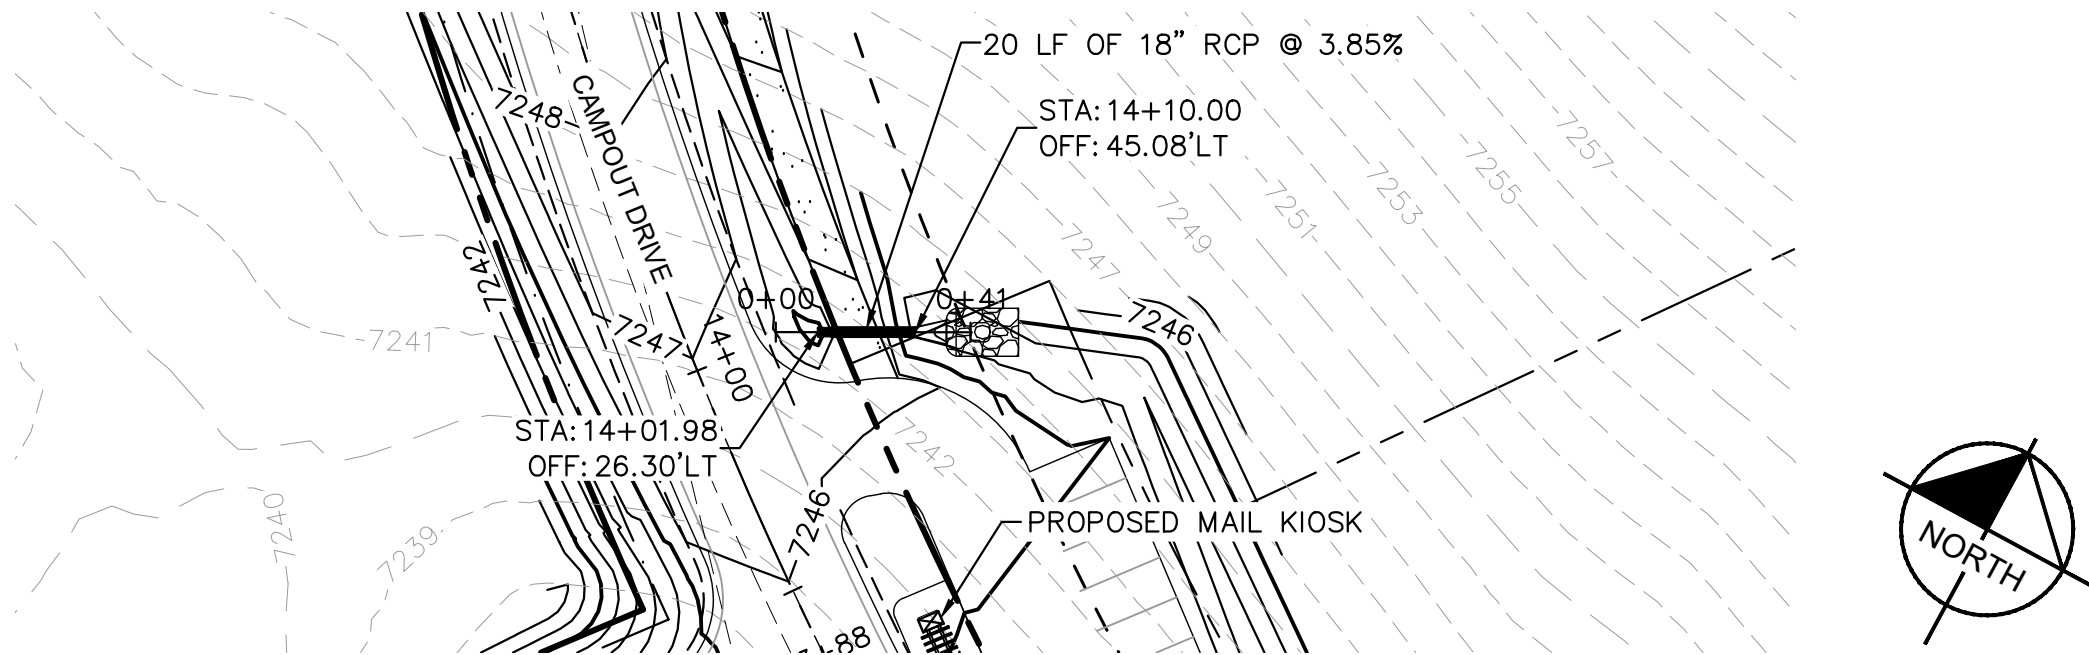 20 LF OF 18" RCP @ 3.85%
STA: 14+10.00
OFF: 45.08'LT
7248
CAMPOUT DRIVE
7257
7255
7253
7251
7249
7247
7242
0+00
0+41
7241
7247
14+00
7246
STA: 14+01.98
OFF: 26.30'LT
7242
7240
7239
7246
PROPOSED MAIL KIOSK
NORTH